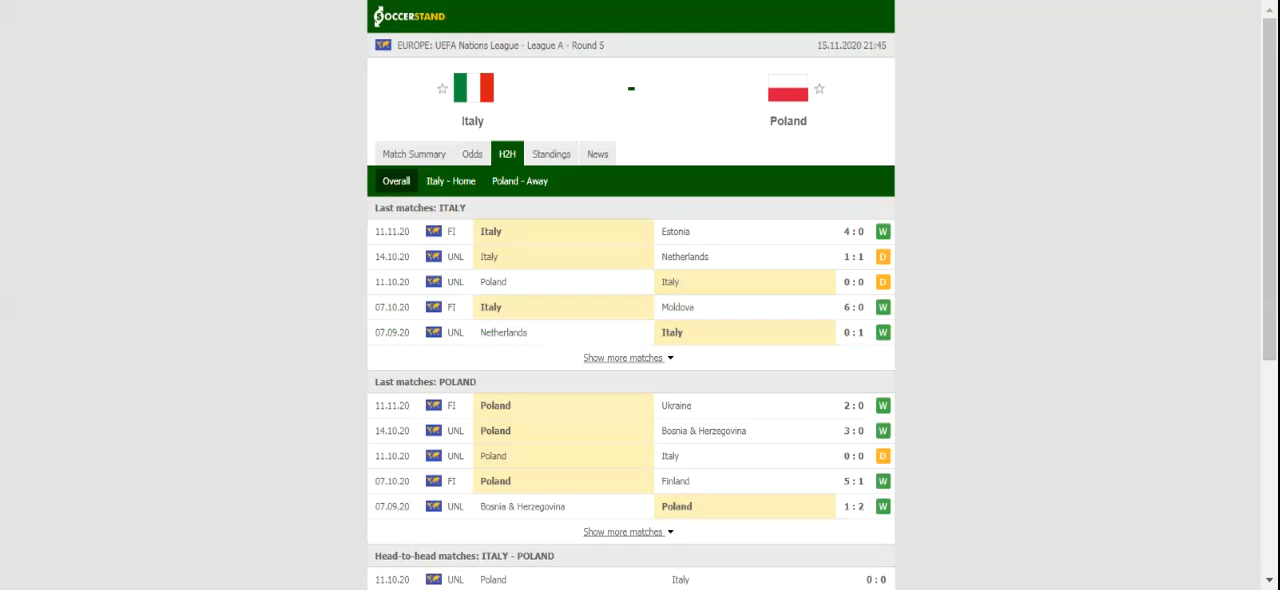 SOCCERSTAND
EUROPE: UEFA Nations League - League A - Round 5 15.11.2020 21:45
-
Italy Poland
Match Summary Odds H2H Standings News
Overall Italy - Home Poland - Away
Last matches: ITALY
11.11.20 FI Italy Estonia 4 : 0 W
14.10.20 UNL Italy Netherlands 1 : 1 D
11.10.20 UNL Poland Italy 0 : 0 D
07.10.20 FI Italy Moldova 6 : 0 W
07.09.20 UNL Netherlands Italy 0 : 1 W
Show more matches
Last matches: POLAND
11.11.20 FI Poland Ukraine 2 : 0 W
14.10.20 UNL Poland Bosnia & Herzegovina 3 : 0 W
11.10.20 UNL Poland Italy 0 : 0 D
07.10.20 FI Poland Finland 5 : 1 W
07.09.20 UNL Bosnia & Herzegovina Poland 1 : 2 W
Show more matches
Head-to-head matches: ITALY - POLAND
11.10.20 UNL Poland Italy 0 : 0